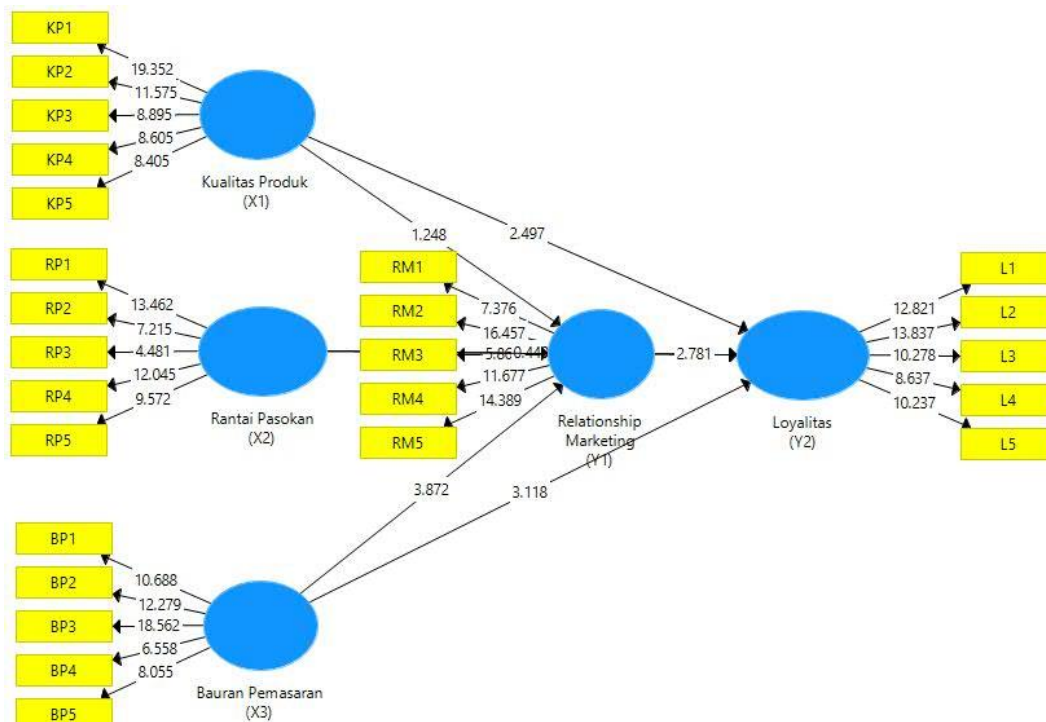 KP1
KP2
KP3
KP4
KP5
19.352
11.575
8.895
8.605
8.405
Kualitas Produk
(X1)
1.248
2.497
RP1
RP2
RP3
RP4
RP5
13.462
7.215
4.481
12.045
9.572
Rantai Pasokan
(X2)
RM1
RM2
RM3
RM4
RM5
7.376
16.457
11.677
14.389
Relationship
Marketing
(Y1)
2.781
Loyalitas
(Y2)
12.821
13.837
10.278
8.637
10.237
L1
L2
L3
L4
L5
3.872
3.118
BP1
BP2
BP3
BP4
BP5
10.688
12.279
18.562
6.558
8.055
Bauran Pemasaran
(X3)